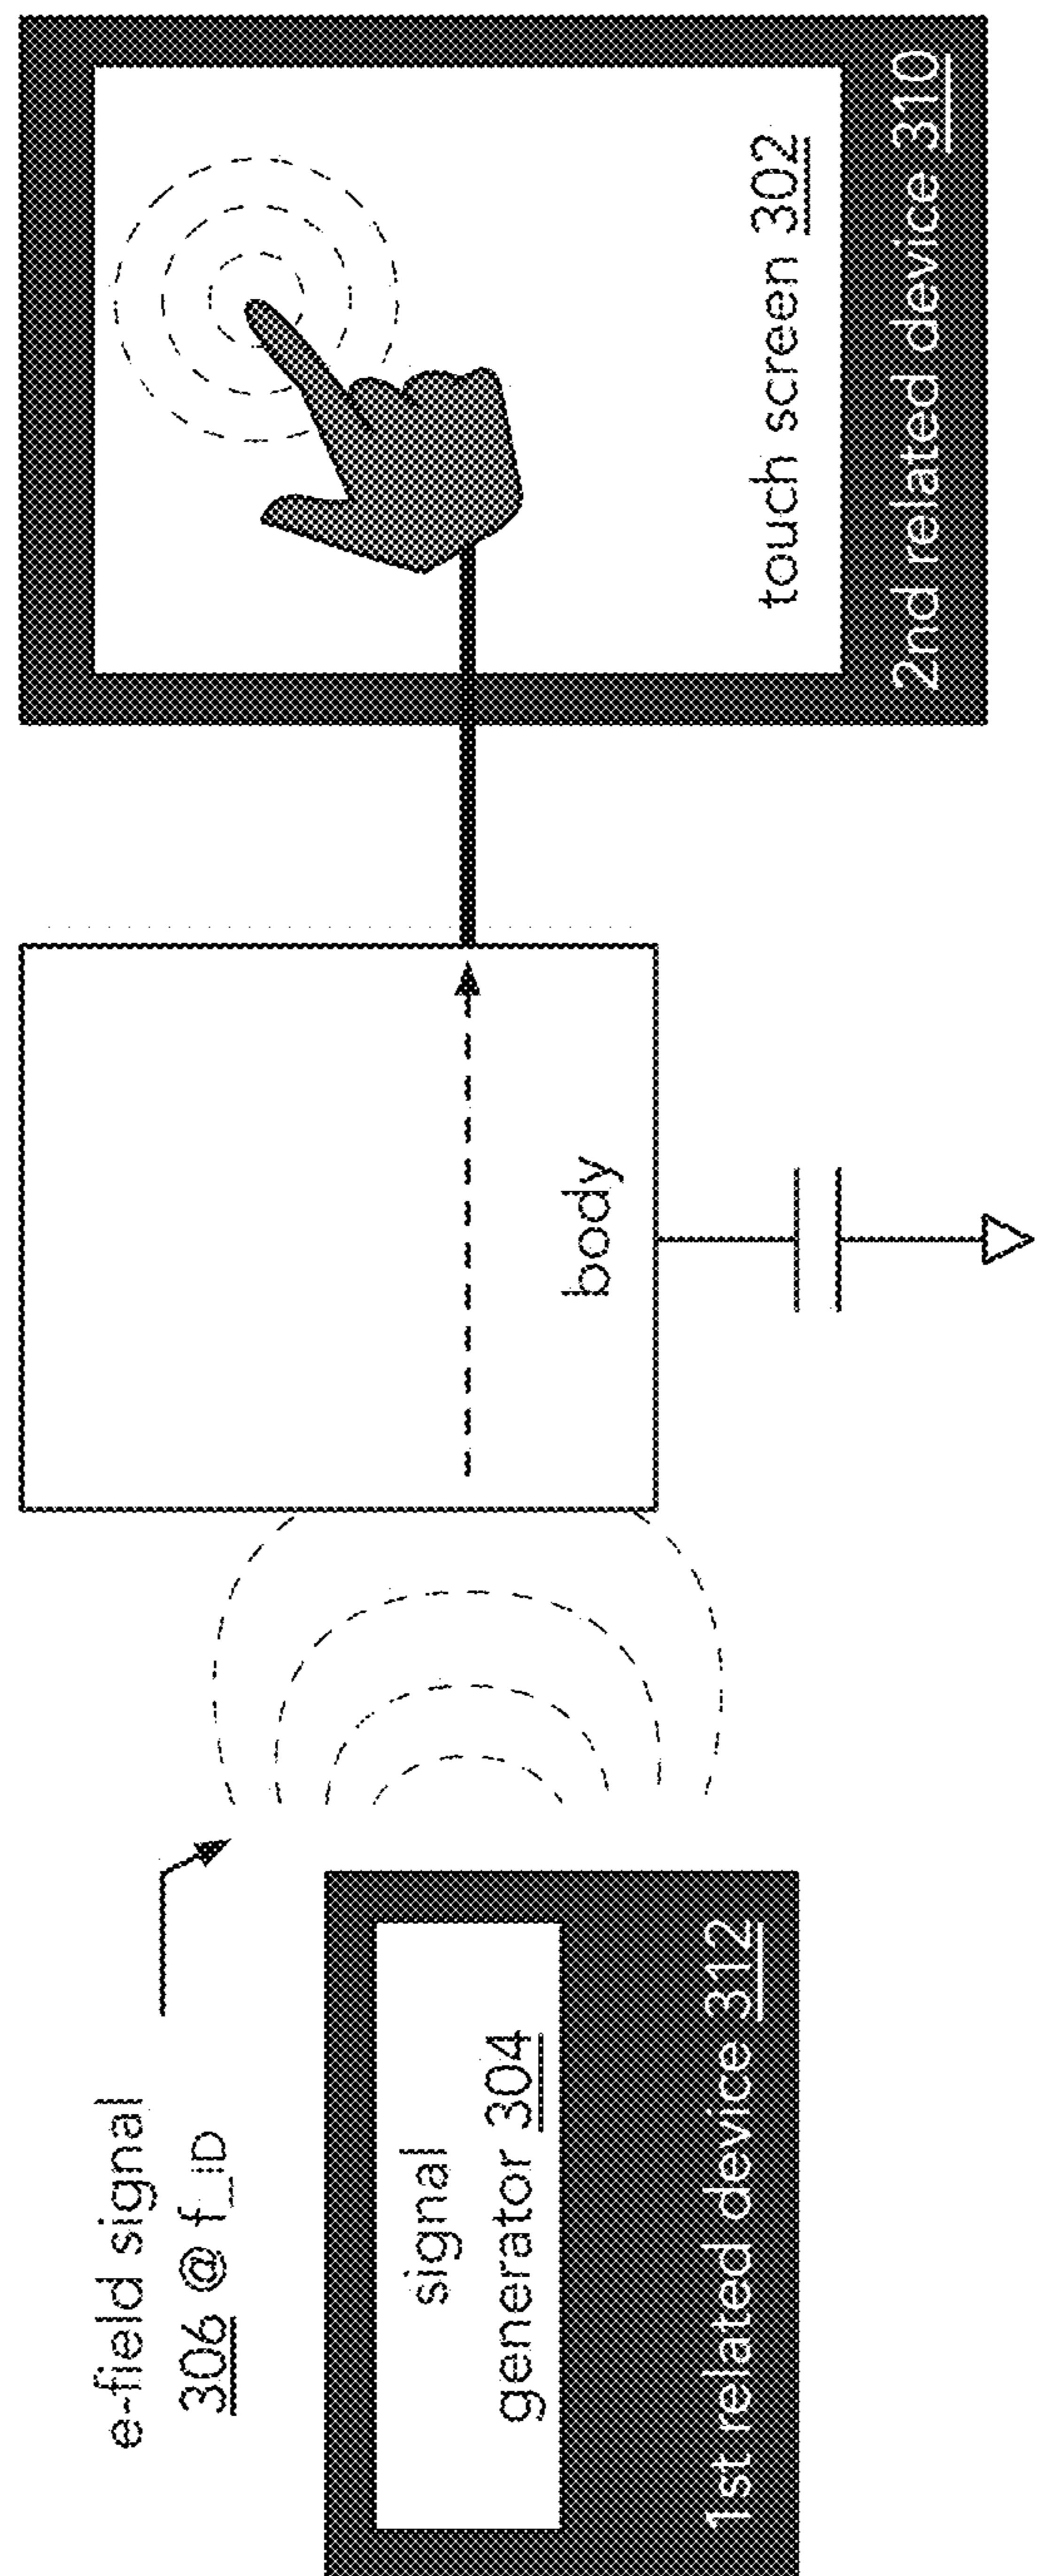 e-field signal
306 @ f_ID
signal
generator 304
1st related device 312
body
touch screen 302
2nd related device 310